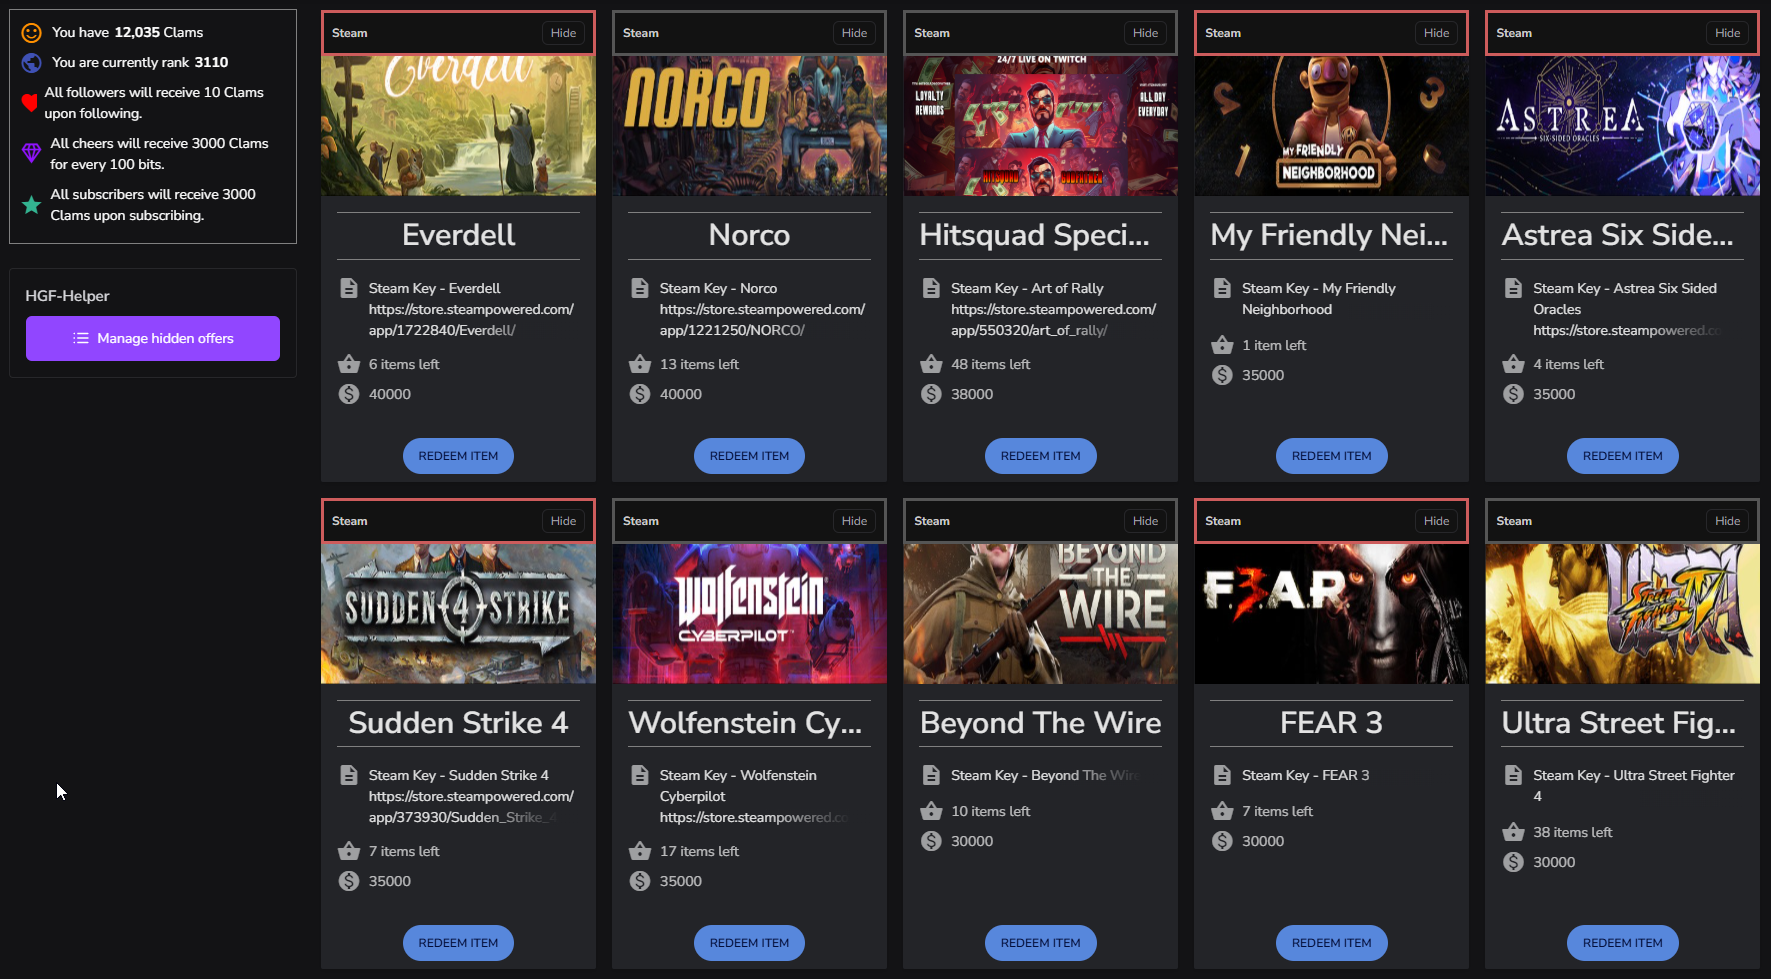 You have 12,035 Clams
You are currently rank 3110
All followers will receive 10 Clams
upon following.
All cheers will receive 3000 Clams
for every 100 bits.
All subscribers will receive 3000
Clams upon subscribing.
HGF-Helper
Manage hidden offers
Steam
Hide
Everdell
Everdell
Steam Key - Everdell
https://store.steampowered.com/
app/1722840/Everdell/
6 items left
40000
REDEEM ITEM
Steam
Hide
NORCO
Norco
Steam Key - Norco
https://store.steampowered.com/
app/1221250/NORCO/
13 items left
40000
REDEEM ITEM
Steam
Hide
24/7 LIVE ON TWITCH
LOYALTY
REWARDS
ALL DAY
EVERYDAY
HITSQUAD GODFATHER
Hitsquad Speci...
Steam Key - Art of Rally
https://store.steampowered.com/
app/550320/art_of_rally/
48 items left
38000
REDEEM ITEM
Steam
Hide
2
3
1
MY FRIENDLY
NEIGHBORHOOD
My Friendly Nei...
Steam Key - My Friendly
Neighborhood
1 item left
35000
REDEEM ITEM
Steam
Hide
ASTREA
SIX-SIDED ORACLES
Astrea Six Side...
Steam Key - Astrea Six Sided
Oracles
https://store.steampowered.co
4 items left
35000
REDEEM ITEM
Steam
Hide
SUDDEN 4 STRIKE
Sudden Strike 4
Steam Key - Sudden Strike 4
https://store.steampowered.com/
app/373930/Sudden_Strike_4
7 items left
35000
REDEEM ITEM
Steam
Hide
Wolfenstein
CYBERPILOT™
Wolfenstein Cy...
Steam Key - Wolfenstein
Cyberpilot
https://store.steampowered.co
17 items left
35000
REDEEM ITEM
Steam
Hide
BEYOND
THE
WIRE
Beyond The Wire
Steam Key - Beyond The Wire
10 items left
30000
REDEEM ITEM
Steam
Hide
F.3.A.R.
FEAR 3
Steam Key - FEAR 3
7 items left
30000
REDEEM ITEM
Steam
Hide
ULTRA
STREET
FIGHTER IV
Ultra Street Fig...
Steam Key - Ultra Street Fighter
4
38 items left
30000
REDEEM ITEM